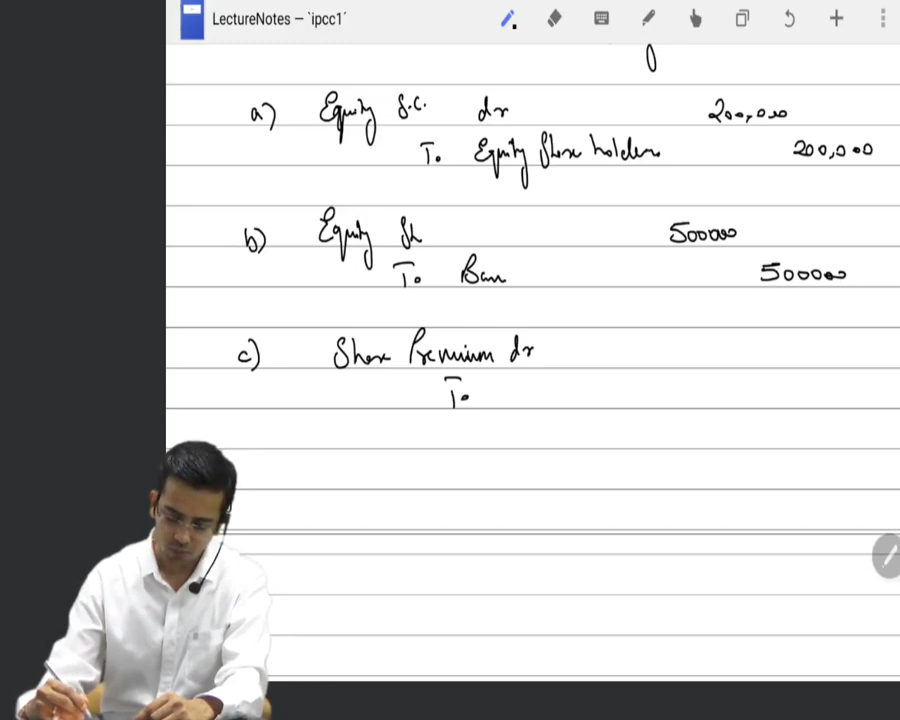 LectureNotes – `ipcc1`
a) Equity S.C. dr 200,000
To Equity Share holders 200,000
b) Equity Sh 500000
To Ban 500000
c) Share Premium dr
To